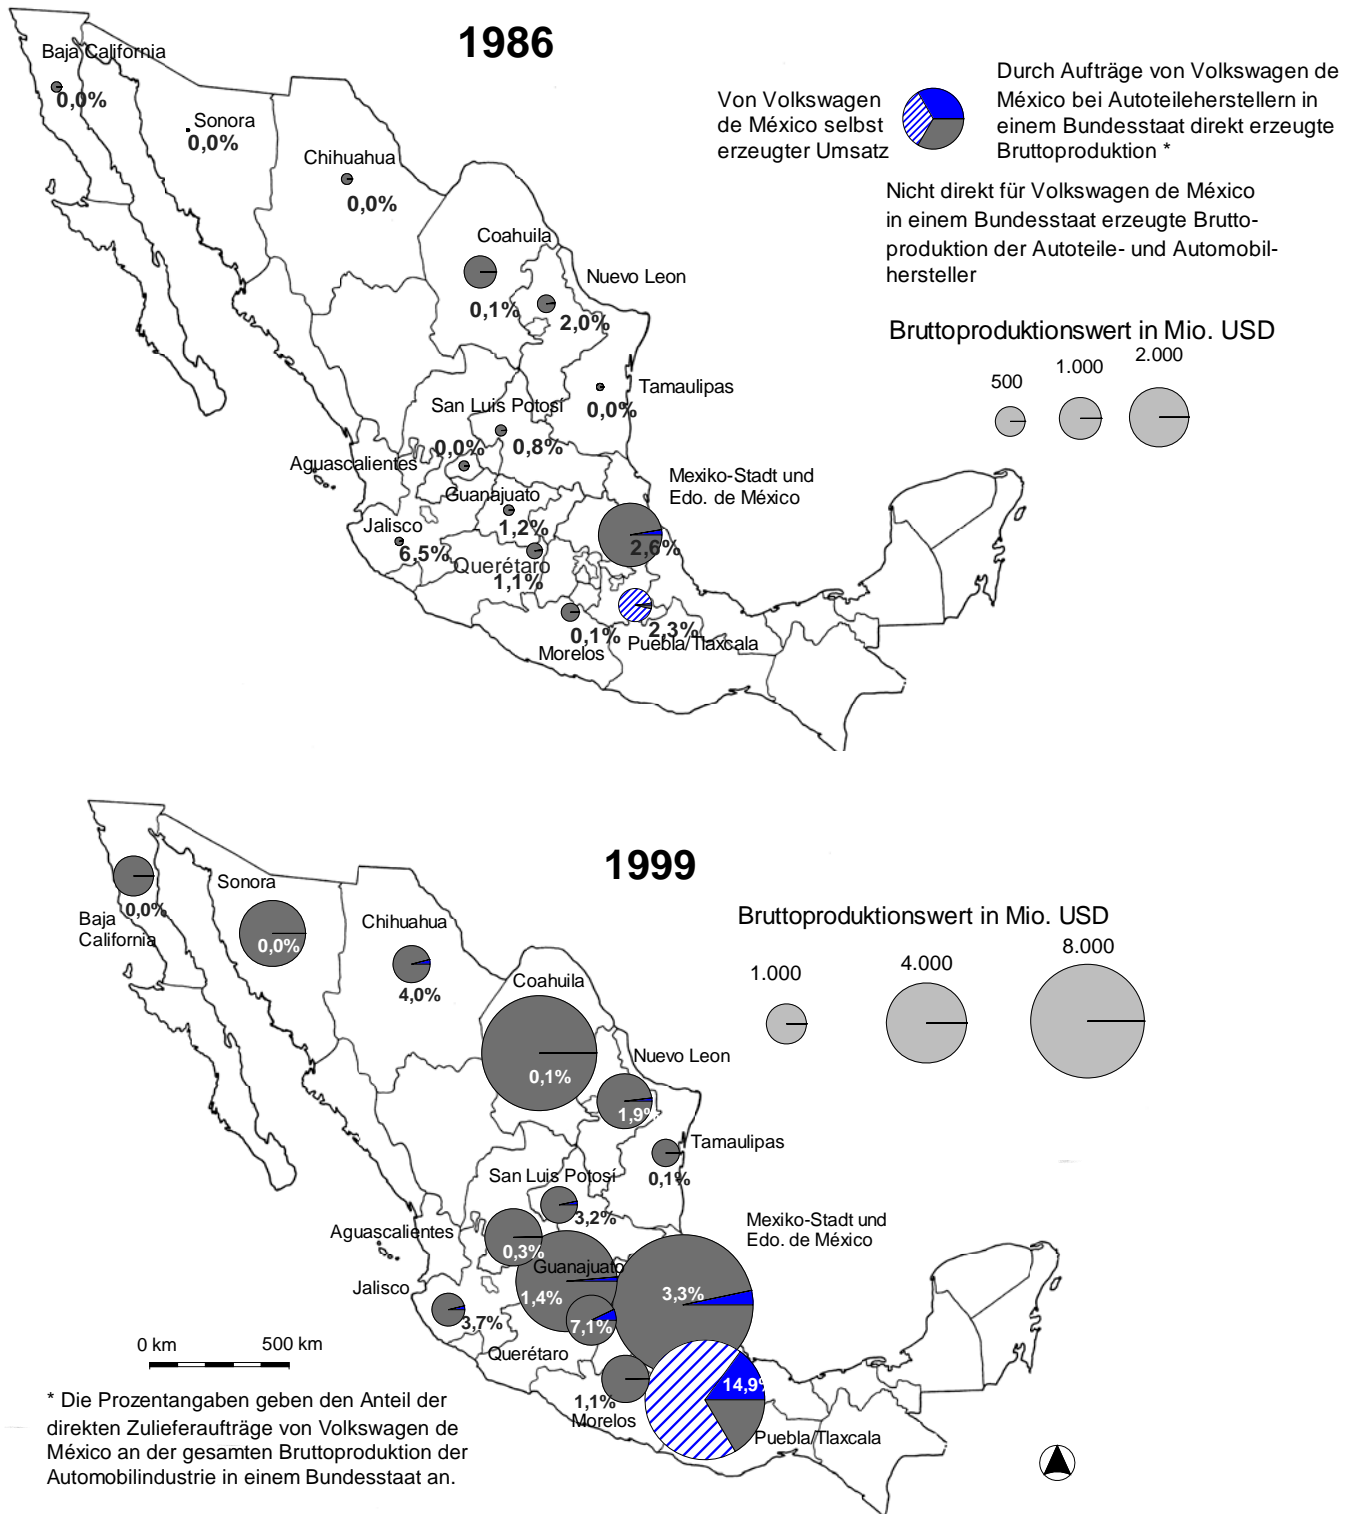 1986
Baja California
0,0%
Sonora
0,0%
Chihuahua
0,0%
Coahuila
0,1%
Nuevo Leon
2,0%
Tamaulipas
0,0%
San Luis Potosí
0,8%
0,0%
Aguascalientes
Guanajuato
1,2%
Jalisco
6,5%
Querétaro
1,1%
Mexiko-Stadt und
Edo. de México
2,6%
2,3%
Puebla/Tlaxcala
0,1%
Morelos
Von Volkswagen
de México selbst
erzeugter Umsatz
Durch Aufträge von Volkswagen de
México bei Autoteileherstellern in
einem Bundesstaat direkt erzeugte
Bruttoproduktion *
Nicht direkt für Volkswagen de México
in einem Bundesstaat erzeugte Brutto-
produktion der Autoteile- und Automobil-
hersteller
Bruttoproduktionswert in Mio. USD
500
1.000
2.000
1999
Baja
California
0,0%
Sonora
0,0%
Chihuahua
4,0%
Coahuila
0,1%
Nuevo Leon
1,9%
Tamaulipas
0,1%
San Luis Potosí
3,2%
Aguascalientes
0,3%
Guanajuato
1,4%
Jalisco
3,7%
7,1%
Querétaro
Mexiko-Stadt und
Edo. de México
3,3%
14,9%
Puebla/Tlaxcala
1,1%
Morelos
Bruttoproduktionswert in Mio. USD
1.000
4.000
8.000
0 km 500 km
* Die Prozentangaben geben den Anteil der
direkten Zulieferaufträge von Volkswagen de
México an der gesamten Bruttoproduktion der
Automobilindustrie in einem Bundesstaat an.